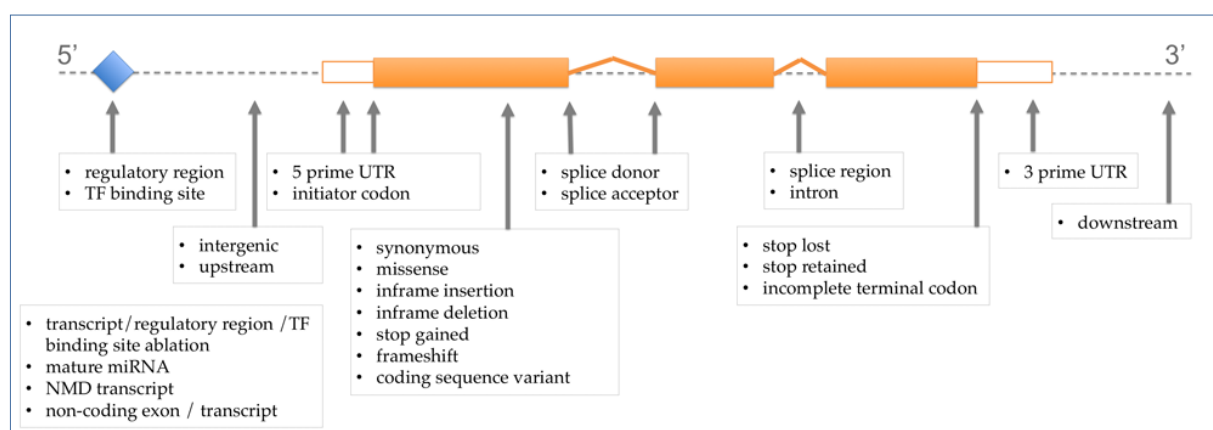 5’
3’
• regulatory region
• TF binding site
• 5 prime UTR
• initiator codon
• splice donor
• splice acceptor
• splice region
• intron
• 3 prime UTR
• intergenic
• upstream
• synonymous
• missense
• inframe insertion
• inframe deletion
• stop gained
• frameshift
• coding sequence variant
• stop lost
• stop retained
• incomplete terminal codon
• downstream
• transcript/regulatory region /TF
binding site ablation
• mature miRNA
• NMD transcript
• non-coding exon / transcript